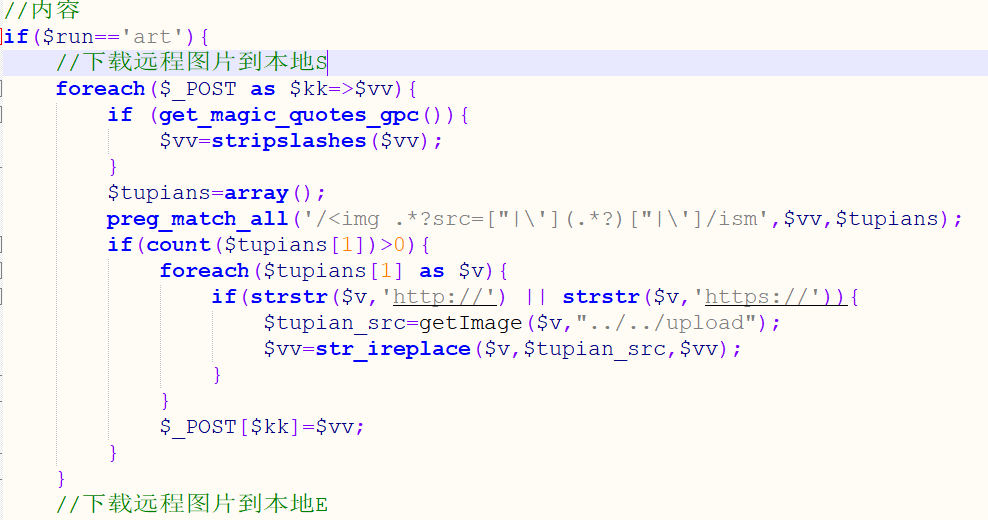 //内容
if($run=='art'){
    //下载远程图片到本地S
    foreach($_POST as $kk=>$vv){
        if (get_magic_quotes_gpc()){
            $vv=stripslashes($vv);
        }
        $tupians=array();
        preg_match_all('/<img .*?src=["|\'](.*?)["|\']/ism',$vv,$tupians);
        if(count($tupians[1])>0){
            foreach($tupians[1] as $v){
                if(strstr($v,'http://') || strstr($v,'https://')){
                    $tupian_src=getImage($v,"../../upload");
                    $vv=str_ireplace($v,$tupian_src,$vv);
                }
            }
            $_POST[$kk]=$vv;
        }
    }
    //下载远程图片到本地E